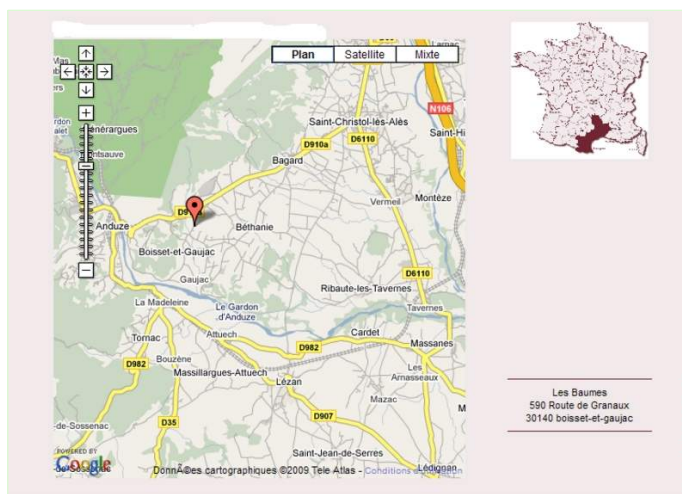 Plan Satellite Mixte
N106
Saint-Christol-lès-Alès
Saint-Hi
D910a
D6110
Générargues
Bagard
Vermeil
Montèze
Anduze
Béthanie
Boisset-et-Gaujac
Gaujac
D6110
Ribaute-les-Tavernes
La Madeleine
Le Gardon
d'Anduze
Tavernes
Tornac
Attuech
Cardet
D982
Massanes
D982
Bouzène
Massillargues-Attuech
Lézan
Les
Arnasseaux
Mazac
M
D35
D907
-de-Sossenac
Saint-Jean-de-Serres
Lédignan
POWERED BY
Google
DonnÃ©es cartographiques ©2009 Tele Atlas -
Les Baumes
590 Route de Granaux
30140 boisset-et-gaujac